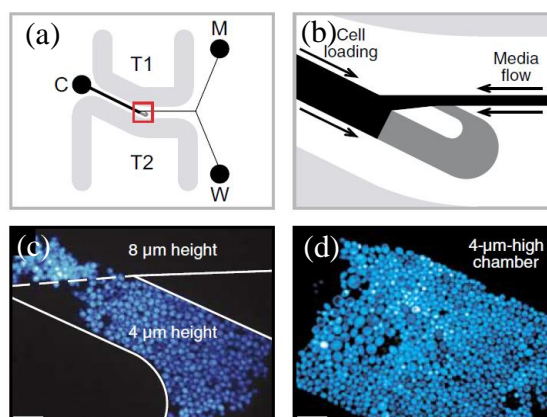 (a)
M
T1
C
T2
W
(b)
Cell
loading
Media
flow
(c)
8 µm height
4 µm height
(d)
4-µm-high
chamber